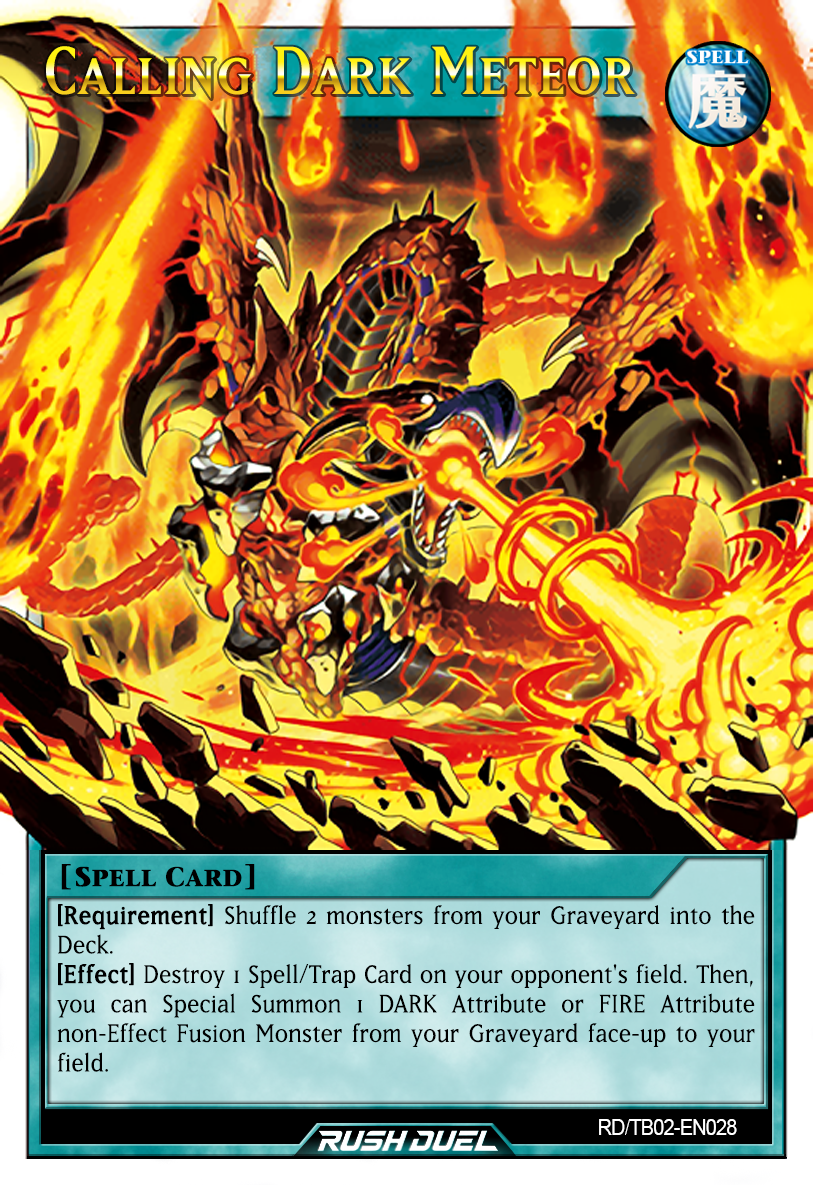 Calling Dark Meteor
SPELL
魔
[Spell Card]
[Requirement] Shuffle 2 monsters from your Graveyard into the
Deck.
[Effect] Destroy 1 Spell/Trap Card on your opponent's field. Then,
you can Special Summon 1 DARK Attribute or FIRE Attribute
non-Effect Fusion Monster from your Graveyard face-up to your
field.
RD/TB02-EN028
RUSH DUEL